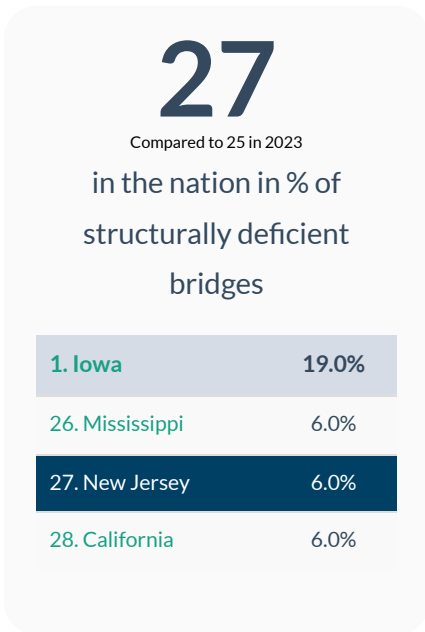 27
Compared to 25 in 2023
in the nation in % of
structurally deficient
bridges
1. Iowa 19.0%
26. Mississippi 6.0%
27. New Jersey 6.0%
28. California 6.0%